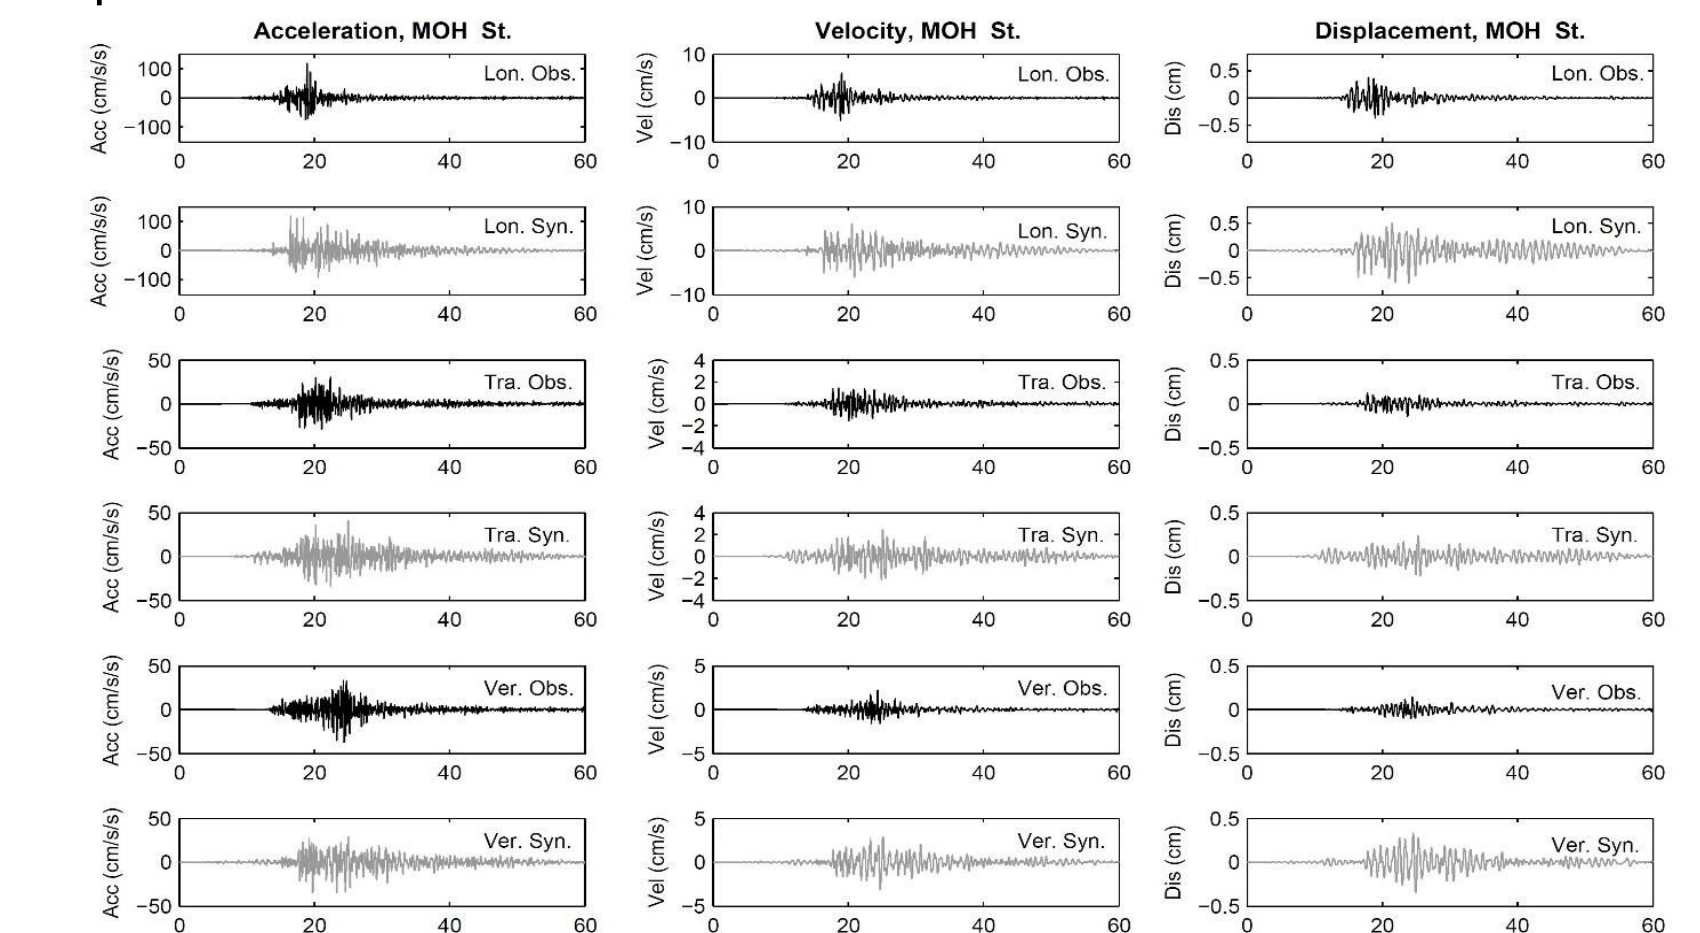 Acceleration, MOH St. Velocity, MOH St. Displacement, MOH St.
Acc (cm/s/s) 100 0 −100 Lon. Obs. 0 20 40 60
Vel (cm/s) 10 0 −10 Lon. Obs. 0 20 40 60
Dis (cm) 0.5 0 −0.5 Lon. Obs. 0 20 40 60
Acc (cm/s/s) 100 0 −100 Lon. Syn. 0 20 40 60
Vel (cm/s) 10 0 −10 Lon. Syn. 0 20 40 60
Dis (cm) 0.5 0 −0.5 Lon. Syn. 0 20 40 60
Acc (cm/s/s) 50 0 −50 Tra. Obs. 0 20 40 60
Vel (cm/s) 4 2 0 −2 −4 Tra. Obs. 0 20 40 60
Dis (cm) 0.5 0 −0.5 Tra. Obs. 0 20 40 60
Acc (cm/s/s) 50 0 −50 Tra. Syn. 0 20 40 60
Vel (cm/s) 4 2 0 −2 −4 Tra. Syn. 0 20 40 60
Dis (cm) 0.5 0 −0.5 Tra. Syn. 0 20 40 60
Acc (cm/s/s) 50 0 −50 Ver. Obs. 0 20 40 60
Vel (cm/s) 5 0 −5 Ver. Obs. 0 20 40 60
Dis (cm) 0.5 0 −0.5 Ver. Obs. 0 20 40 60
Acc (cm/s/s) 50 0 −50 Ver. Syn. 0 20 40 60
Vel (cm/s) 5 0 −5 Ver. Syn. 0 20 40 60
Dis (cm) 0.5 0 −0.5 Ver. Syn. 0 20 40 60